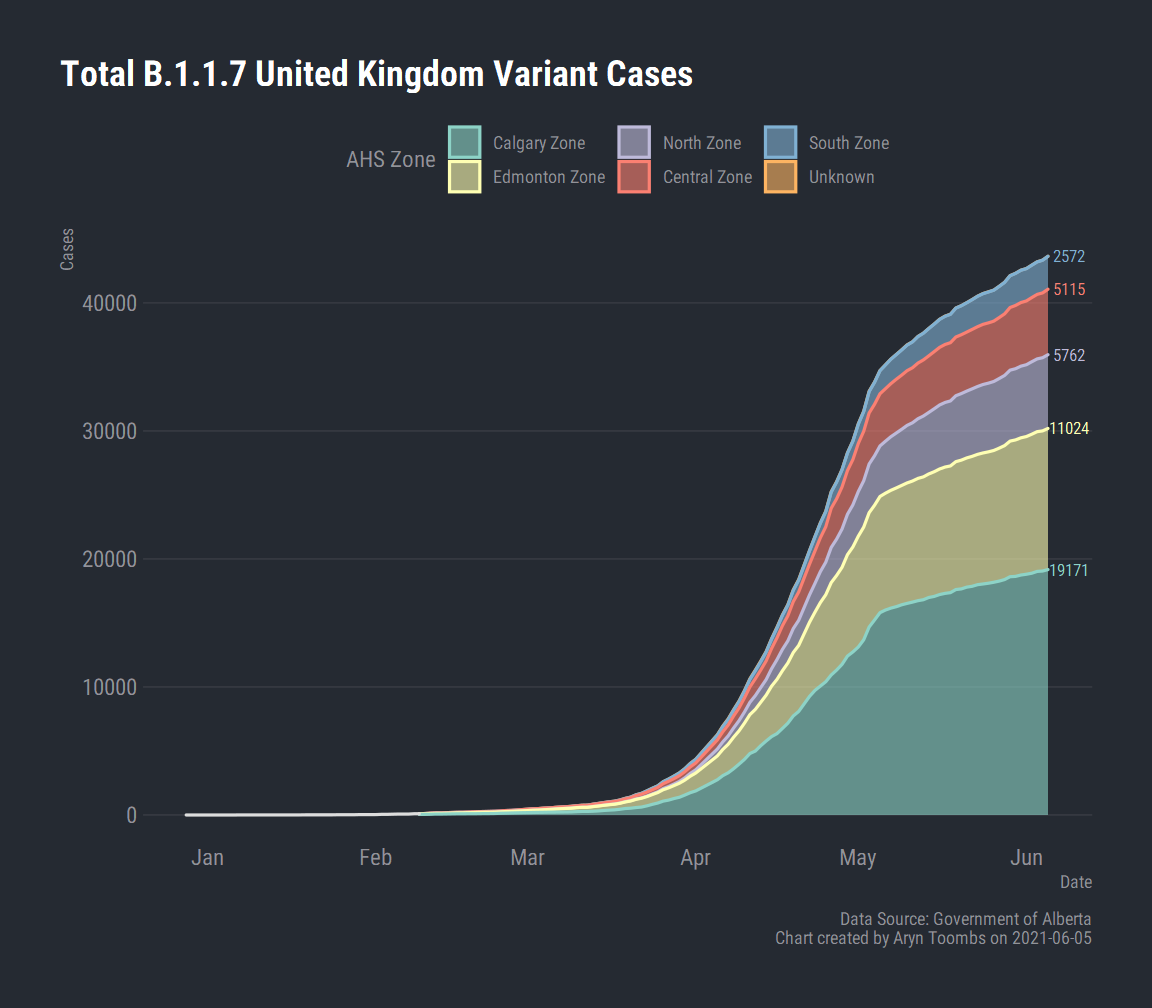 Total B.1.1.7 United Kingdom Variant Cases
AHS Zone
Calgary Zone
North Zone
South Zone
Edmonton Zone
Central Zone
Unknown
Cases
2572
5115
40000
5762
30000
11024
20000
19171
10000
0
Jan
Feb
Mar
Apr
May
Jun
Date
Data Source: Government of Alberta
Chart created by Aryn Toombs on 2021-06-05